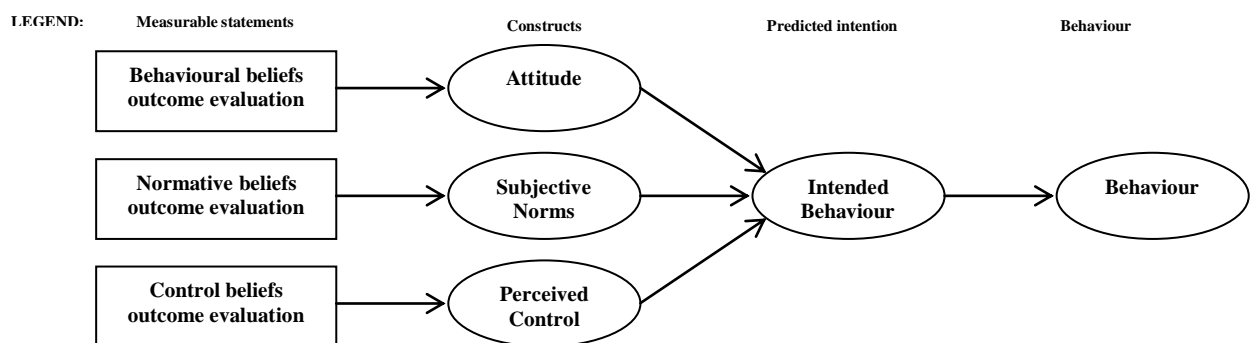 LEGEND: Measurable statements Constructs Predicted intention Behaviour
Behavioural beliefs
outcome evaluation
Attitude
Normative beliefs
outcome evaluation
Subjective
Norms
Intended
Behaviour
Behaviour
Control beliefs
outcome evaluation
Perceived
Control